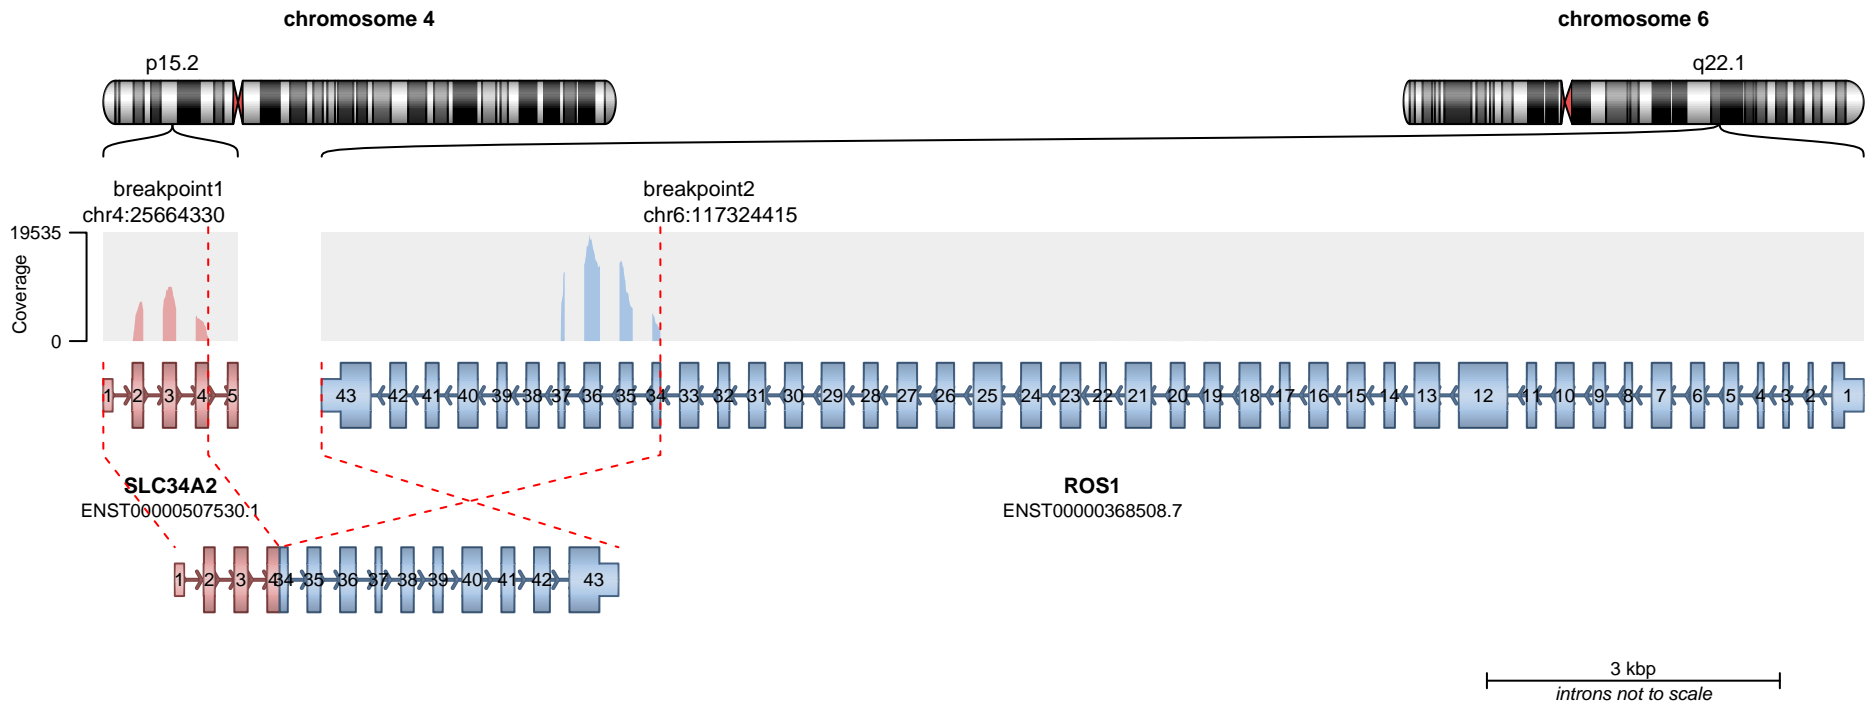 chromosome 4
chromosome 6
p15.2
q22.1
breakpoint1
chr4:25664330
breakpoint2
chr6:117324415
19535
Coverage
0
1 2 3 4 5
43 42 41 40 39 38 37 36 35 34 33 32 31 30 29 28 27 26 25 24 23 22 21 20 19 18 17 16 15 14 13 12 11 10 9 8 7 6 5 4 3 2 1
SLC34A2
ENST00000507530.1
ROS1
ENST00000368508.7
1 2 3 4 34 35 36 37 38 39 40 41 42 43
3 kbp
introns not to scale